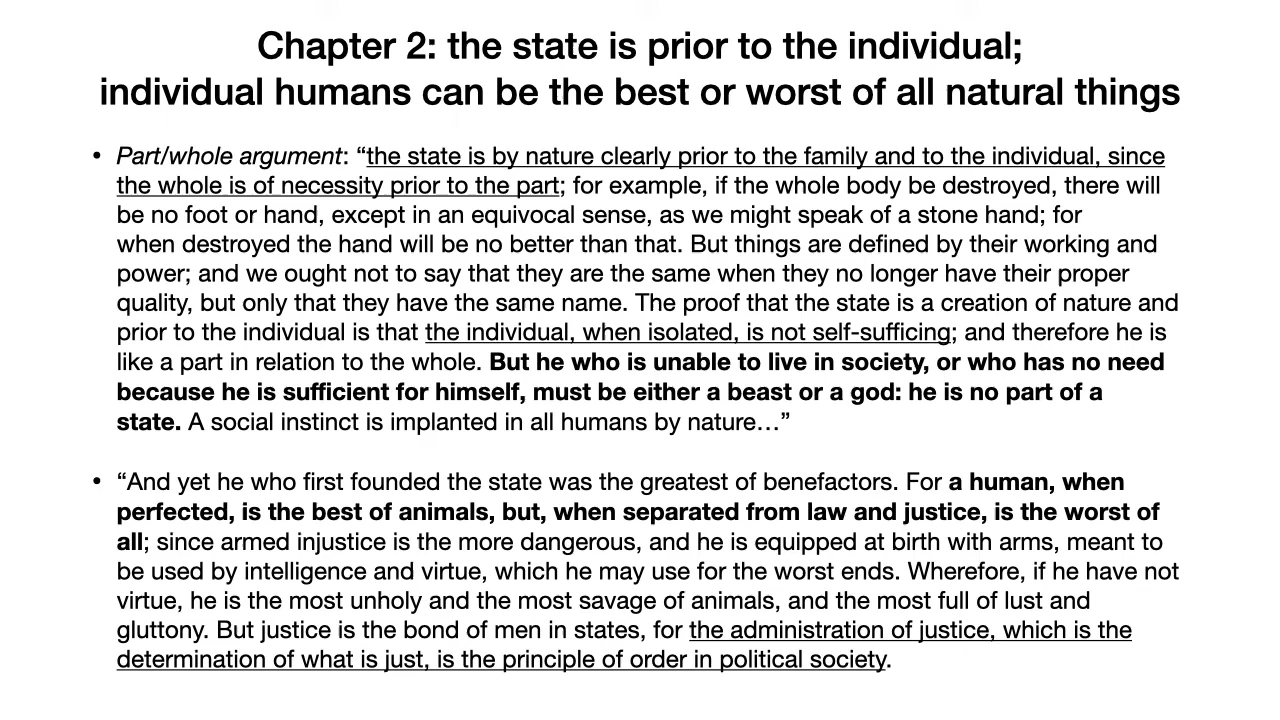 Chapter 2: the state is prior to the individual;
individual humans can be the best or worst of all natural things
• Part/whole argument: “the state is by nature clearly prior to the family and to the individual, since
the whole is of necessity prior to the part; for example, if the whole body be destroyed, there will
be no foot or hand, except in an equivocal sense, as we might speak of a stone hand; for
when destroyed the hand will be no better than that. But things are defined by their working and
power; and we ought not to say that they are the same when they no longer have their proper
quality, but only that they have the same name. The proof that the state is a creation of nature and
prior to the individual is that the individual, when isolated, is not self-sufficing; and therefore he is
like a part in relation to the whole. But he who is unable to live in society, or who has no need
because he is sufficient for himself, must be either a beast or a god: he is no part of a
state. A social instinct is implanted in all humans by nature…”
• “And yet he who first founded the state was the greatest of benefactors. For a human, when
perfected, is the best of animals, but, when separated from law and justice, is the worst of
all; since armed injustice is the more dangerous, and he is equipped at birth with arms, meant to
be used by intelligence and virtue, which he may use for the worst ends. Wherefore, if he have not
virtue, he is the most unholy and the most savage of animals, and the most full of lust and
gluttony. But justice is the bond of men in states, for the administration of justice, which is the
determination of what is just, is the principle of order in political society.